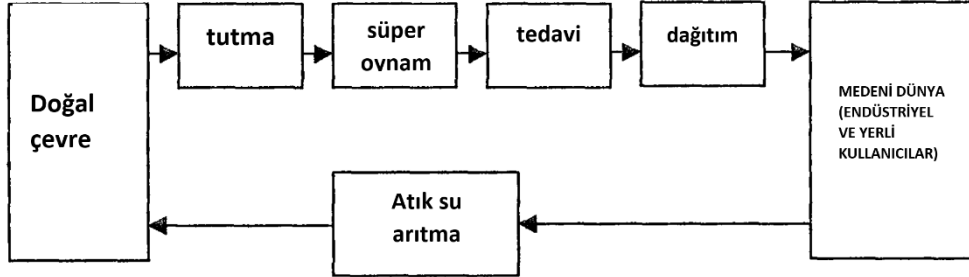 Doğal
çevre
tutma
süper
ovnam
tedavi
dağıtım
MEDENİ DÜNYA
(ENDÜSTRİYEL
VE YERLİ
KULLANICILAR)
Atık su
arıtma